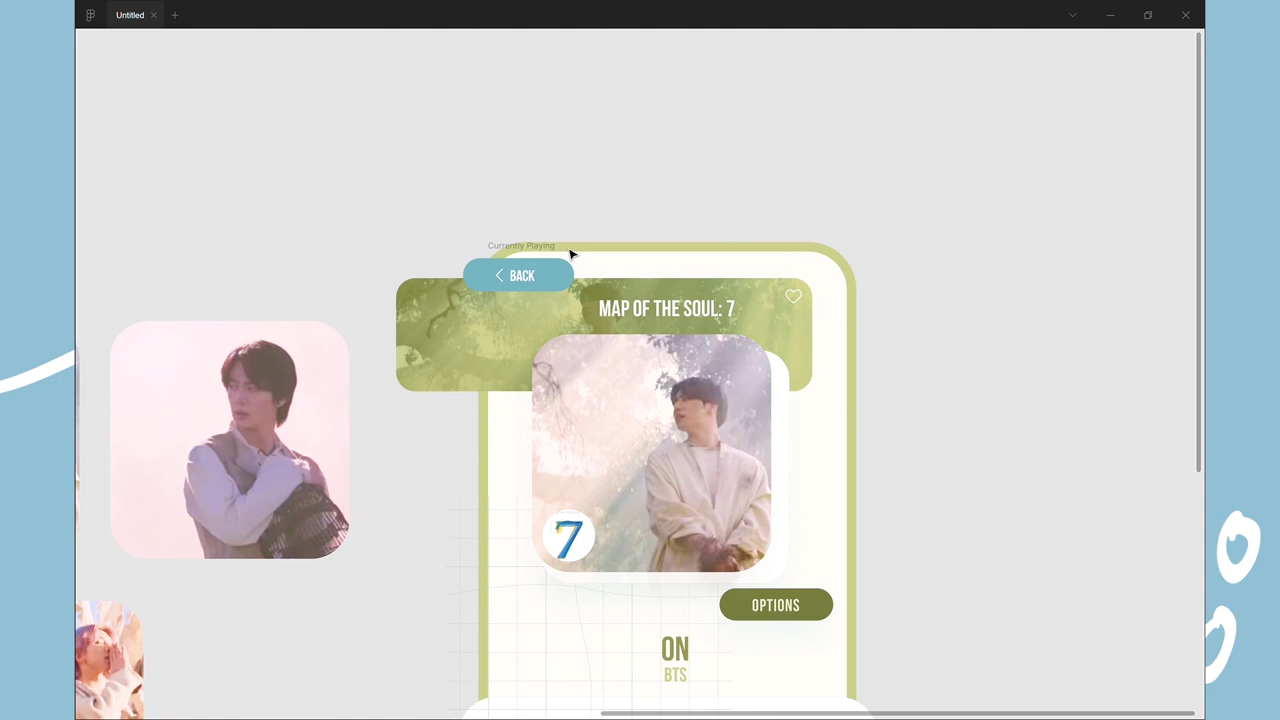 Untitled
Currently Playing
BACK
MAP OF THE SOUL: 7
7
OPTIONS
ON
BTS